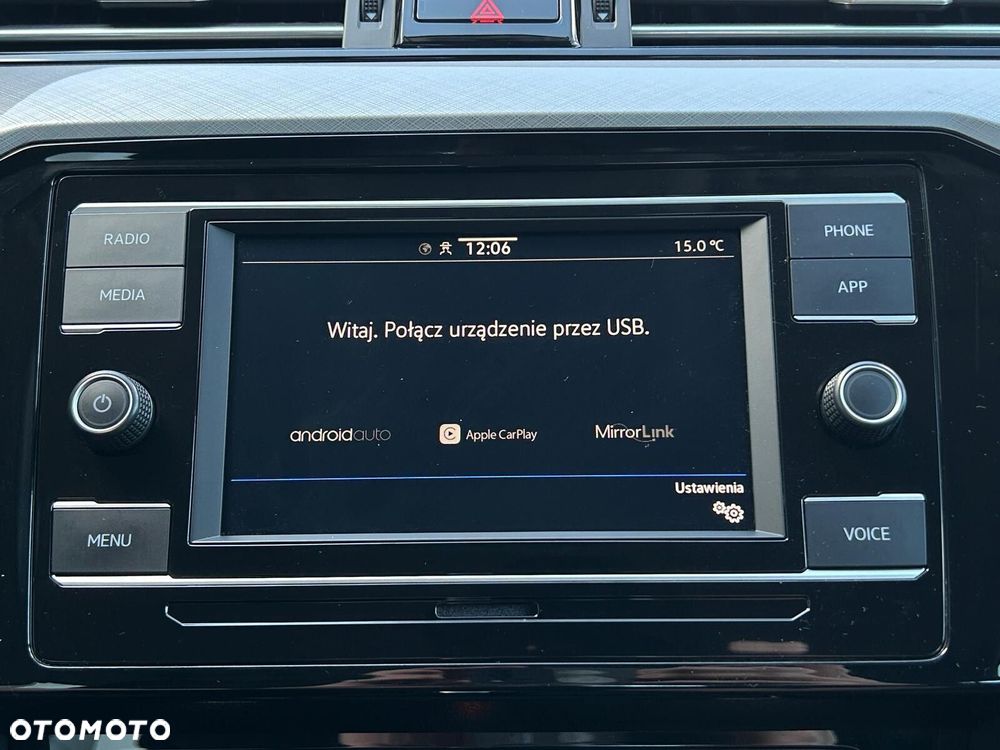 RADIO
MEDIA
12:06
15.0 °C
PHONE
APP
Witaj. Połącz urządzenie przez USB.
androidauto
Apple CarPlay
MirrorLink
Ustawienia
MENU
VOICE
OTOMOTO